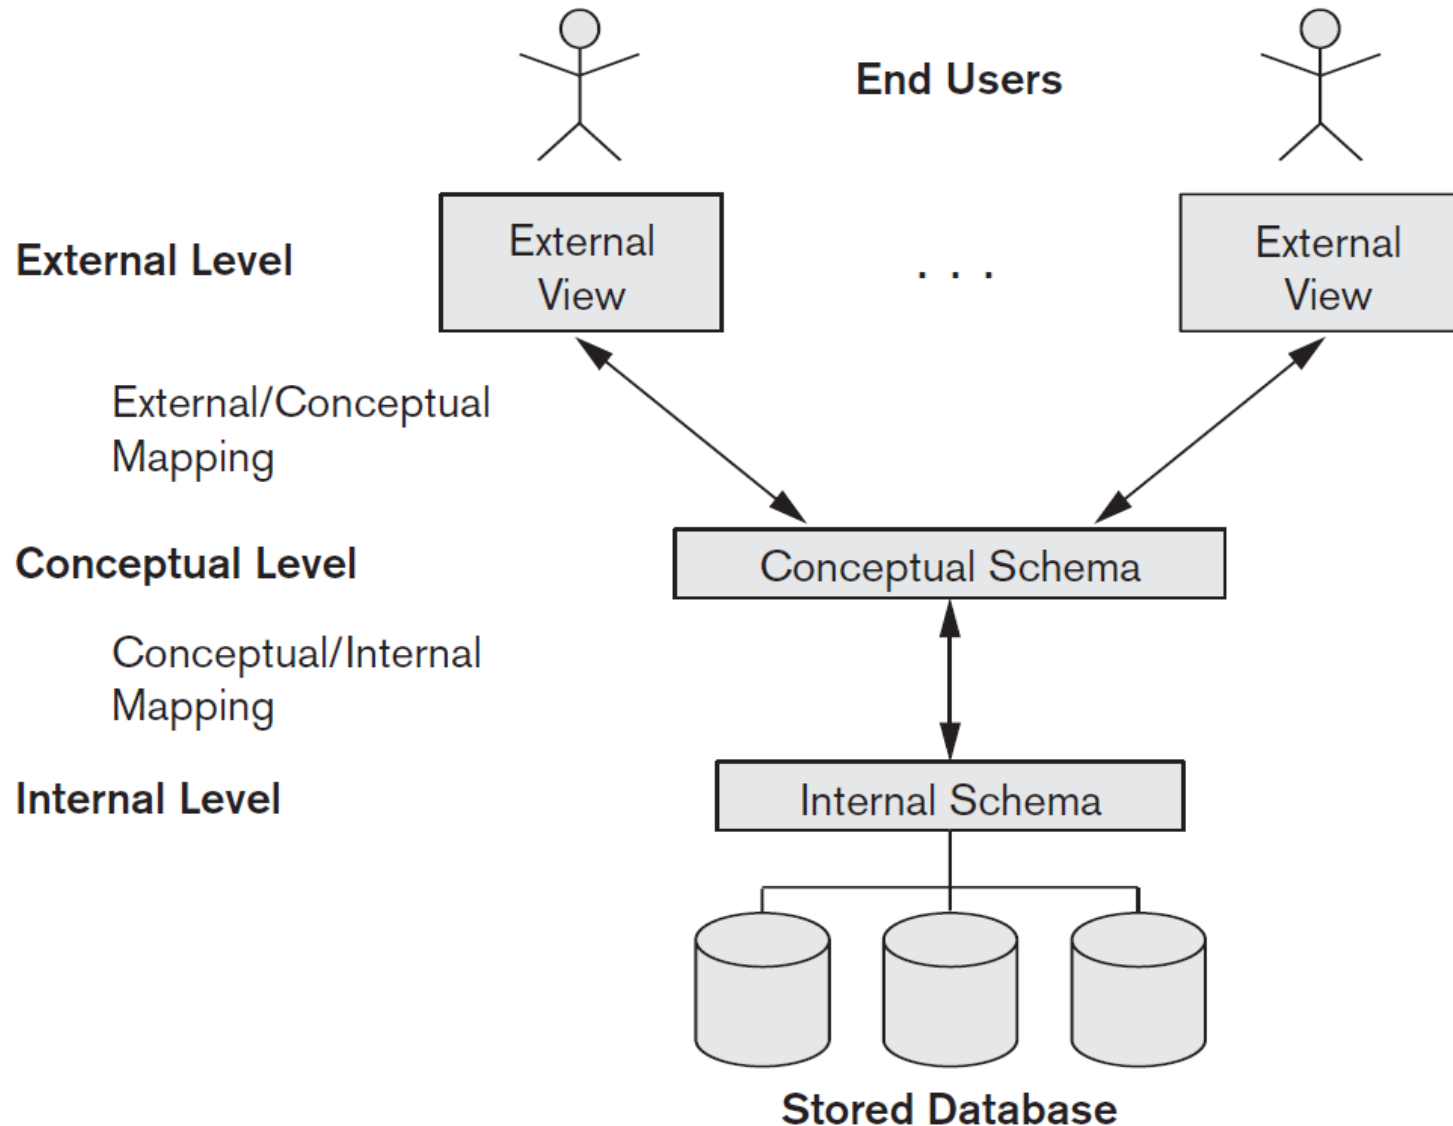 End Users
External Level
External
View
. . .
External
View
External/Conceptual
Mapping
Conceptual Level
Conceptual Schema
Conceptual/Internal
Mapping
Internal Level
Internal Schema
Stored Database